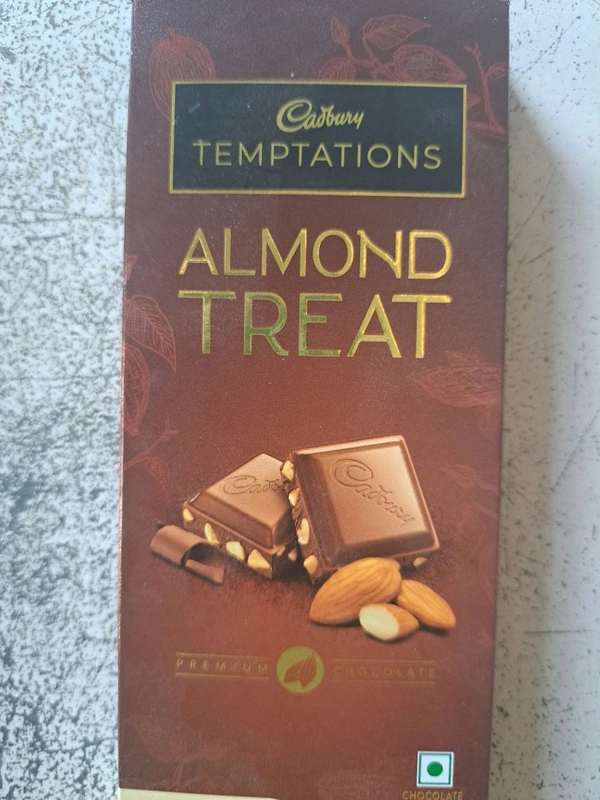 Cadbury
TEMPTATIONS
ALMOND
TREAT
Cadbury
Cadbury
PREMIUM CHOCOLATE
CHOCOLATE